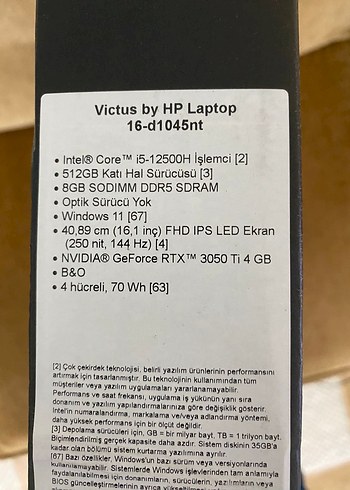 Victus by HP Laptop
16-d1045nt
• Intel® Core™ i5-12500H İşlemci [2]
• 512GB Katı Hal Sürücüsü [3]
• 8GB SODIMM DDR5 SDRAM
• Optik Sürücü Yok
• Windows 11 [67]
• 40,89 cm (16,1 inç) FHD IPS LED Ekran
(250 nit, 144 Hz) [4]
• NVIDIA® GeForce RTX™ 3050 Ti 4 GB
• B&O
• 4 hücreli, 70 Wh [63]
[2] Çok çekirdek teknolojisi, belirli yazılım ürünlerinin performansını
artırmak için tasarlanmıştır. Bu teknolojinin kullanımından tüm
müşteriler veya yazılım uygulamaları yararlanamayabilir.
Performans ve saat frekansı, uygulama iş yükünün yanı sıra
donanım ve yazılım yapılandırmalarınıza göre değişiklik gösterir.
Intel'in numaralandırma, markalama ve/veya adlandırma yöntemi,
daha yüksek performans için bir ölçüt değildir.
[3] Depolama sürücüleri için, GB = bir milyar bayt. TB = 1 trilyon bayt.
Biçimlendirilmiş gerçek kapasite daha azdır. Sistem diskinin 35GB'a
kadar olan bölümü sistem kurtarma yazılımına ayrılır.
[67] Bazı özellikler, Windows'un bazı sürüm veya versiyonlarında
kullanılamayabilir. Sistemlerde Windows işlevlerinden tam anlamıyla
faydalanılabilmesi için donanımların, sürücülerin, yazılımların veya
BIOS güncelleştirmelerinin ayrıca yükseltilmesi